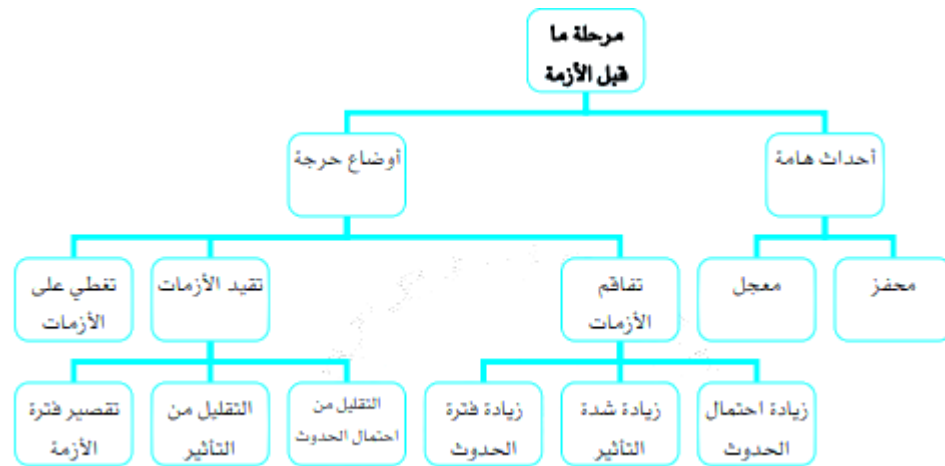 مرحلة ما
قبل الأزمة
أحداث هامة
أوضاع حرجة
محفز
معجل
تفاقم
الأزمات
تقيد الأزمات
تغطي على
الأزمات
زيادة احتمال
الحدوث
زيادة شدة
التأثير
زيادة فترة
الحدوث
التقليل من
احتمال الحدوث
التقليل من
التأثير
تقصير فترة
الأزمة